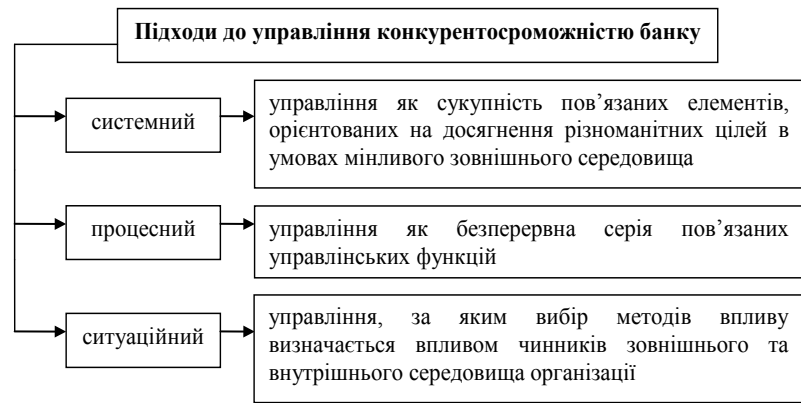 Підходи до управління конкурентосроможністю банку
системний
управління як сукупність пов’язаних елементів,
орієнтованих на досягнення різноманітних цілей в
умовах мінливого зовнішнього середовища
процесний
управління як безперервна серія пов’язаних
управлінських функцій
ситуаційний
управління, за яким вибір методів впливу
визначається впливом чинників зовнішнього та
внутрішнього середовища організації